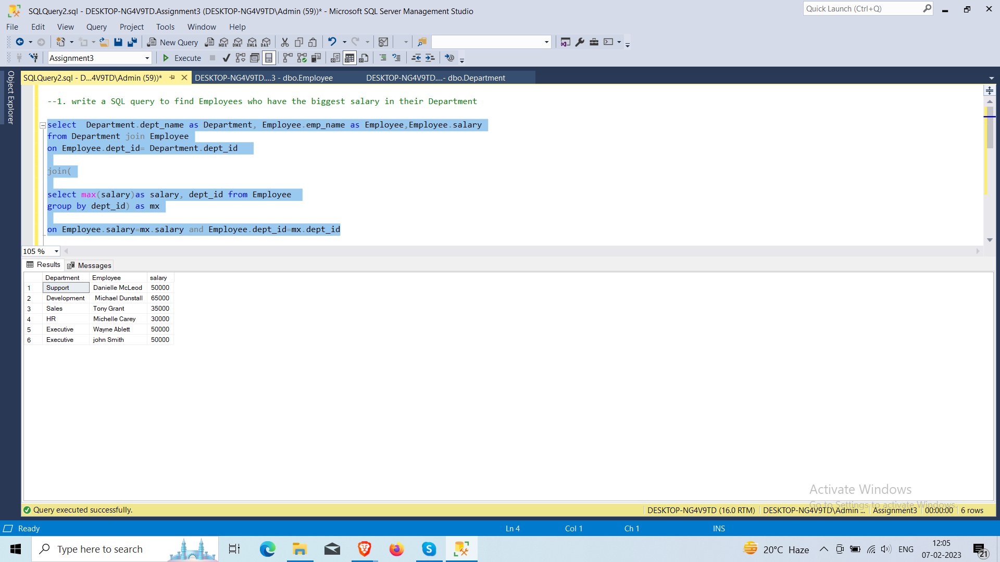 SQLQuery2.sql - DESKTOP-NG4V9TD.Assignment3 (DESKTOP-NG4V9TD\Admin (59))* - Microsoft SQL Server Management Studio
Quick Launch (Ctrl+Q)
File Edit View Query Project Tools Window Help
New Query
MDX DMX XMLA DAX
Assignment3
Execute
Object Explorer
SQLQuery2.sql - D...4V9TD\Admin (59))*
DESKTOP-NG4V9TD....3 - dbo.Employee
DESKTOP-NG4V9TD....- dbo.Department
--1. write a SQL query to find Employees who have the biggest salary in their Department
select  Department.dept_name as Department, Employee.emp_name as Employee,Employee.salary
from Department join Employee
on Employee.dept_id= Department.dept_id
join(
select max(salary)as salary, dept_id from Employee
group by dept_id) as mx
on Employee.salary=mx.salary and Employee.dept_id=mx.dept_id
105 %
Results Messages
Department Employee salary
1 Support Danielle McLeod 50000
2 Development Michael Dunstall 65000
3 Sales Tony Grant 35000
4 HR Michelle Carey 30000
5 Executive Wayne Ablett 50000
6 Executive john Smith 50000
Activate Windows
Go to Settings to activate Windows.
Query executed successfully.
DESKTOP-NG4V9TD (16.0 RTM) DESKTOP-NG4V9TD\Admin ... Assignment3 00:00:00 6 rows
Ready Ln 4 Col 1 Ch 1 INS
Type here to search
20°C Haze
ENG
12:05
07-02-2023
21